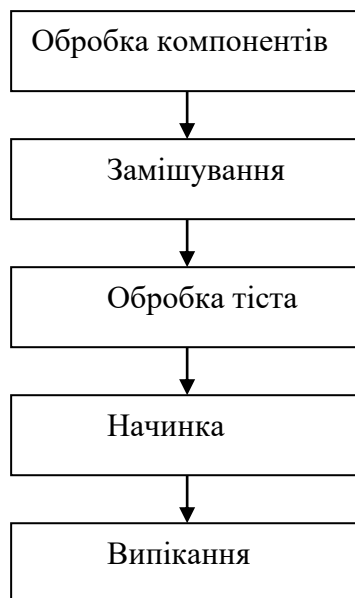 Обробка компонентів
Замішування
Обробка тіста
Начинка
Випікання